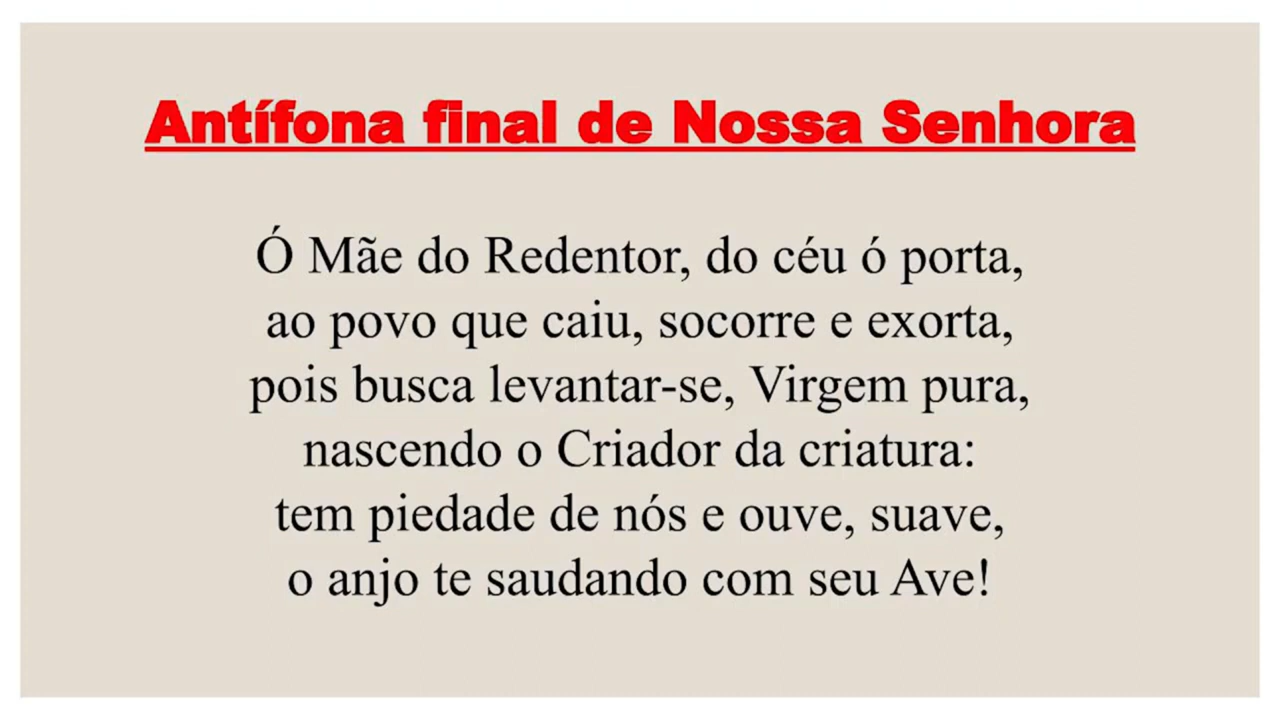 Antífona final de Nossa Senhora
Ó Mãe do Redentor, do céu ó porta,
ao povo que caiu, socorre e exorta,
pois busca levantar-se, Virgem pura,
nascendo o Criador da criatura:
tem piedade de nós e ouve, suave,
o anjo te saudando com seu Ave!